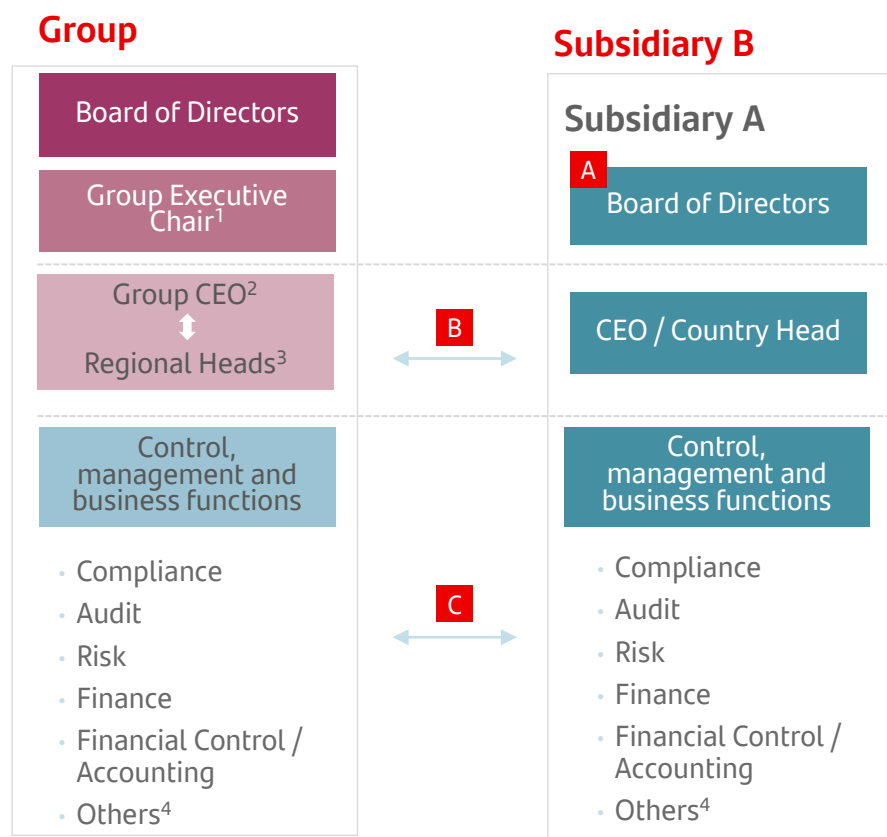 Group
Board of Directors
Group Executive
Chair¹
Group CEO²
Regional Heads³
Control,
management and
business functions
• Compliance
• Audit
• Risk
• Finance
• Financial Control /
Accounting
• Others⁴
B
C
Subsidiary B
Subsidiary A
A
Board of Directors
CEO / Country Head
Control,
management and
business functions
• Compliance
• Audit
• Risk
• Finance
• Financial Control /
Accounting
• Others⁴